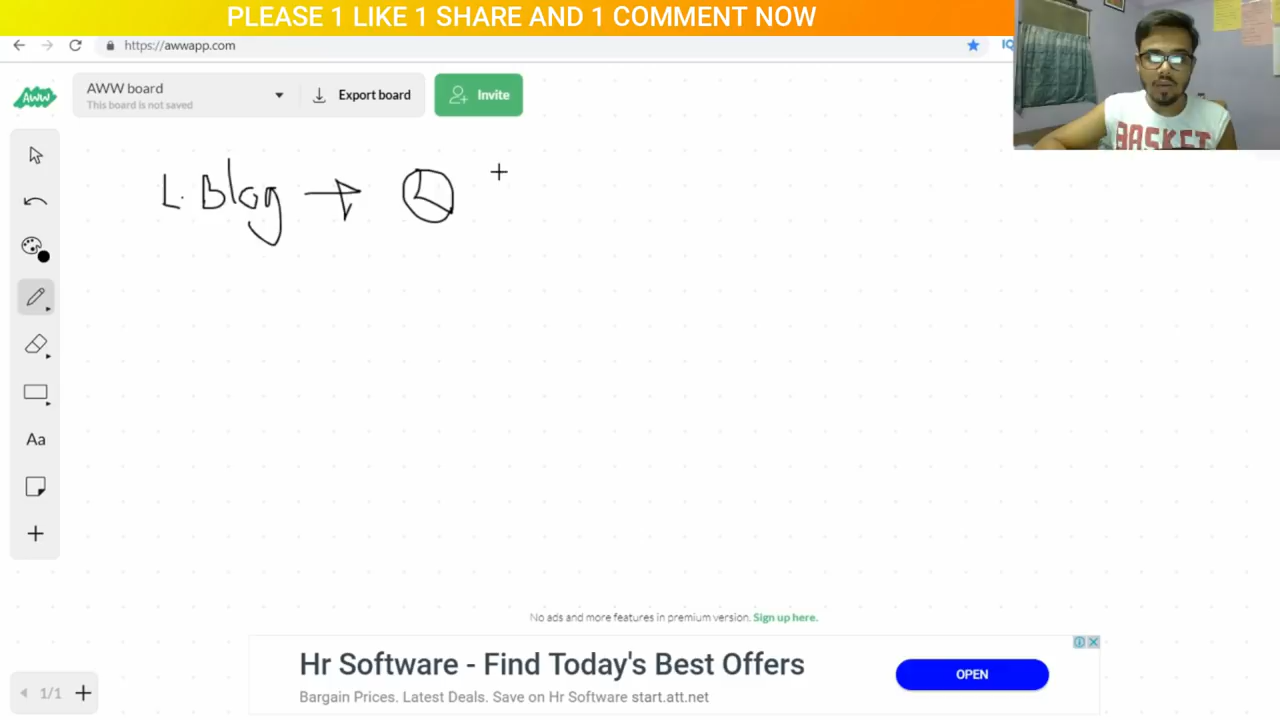 PLEASE 1 LIKE 1 SHARE AND 1 COMMENT NOW
https://awwapp.com
IQ
AWW
AWW board
This board is not saved
Export board
Invite
BASKET
L. Blog
Aa
No ads and more features in premium version. Sign up here.
Hr Software - Find Today's Best Offers
Bargain Prices. Latest Deals. Save on Hr Software start.att.net
OPEN
1/1